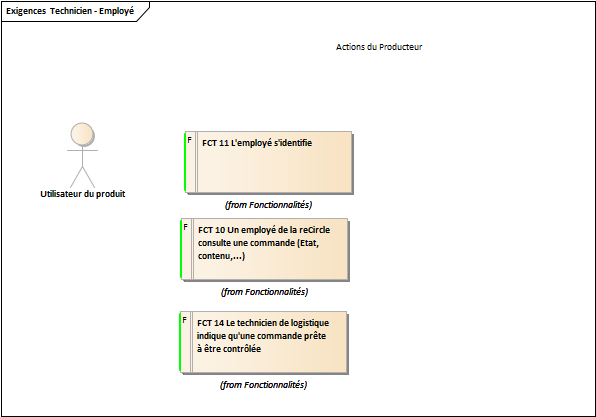 Exigences Technicien - Employé
Actions du Producteur
Utilisateur du produit
F
FCT 11 L'employé s'identifie
(from Fonctionnalités)
F
FCT 10 Un employé de la reCircle
consulte une commande (Etat,
contenu,...)
(from Fonctionnalités)
F
FCT 14 Le technicien de logistique
indique qu'une commande prête
à être contrôlée
(from Fonctionnalités)